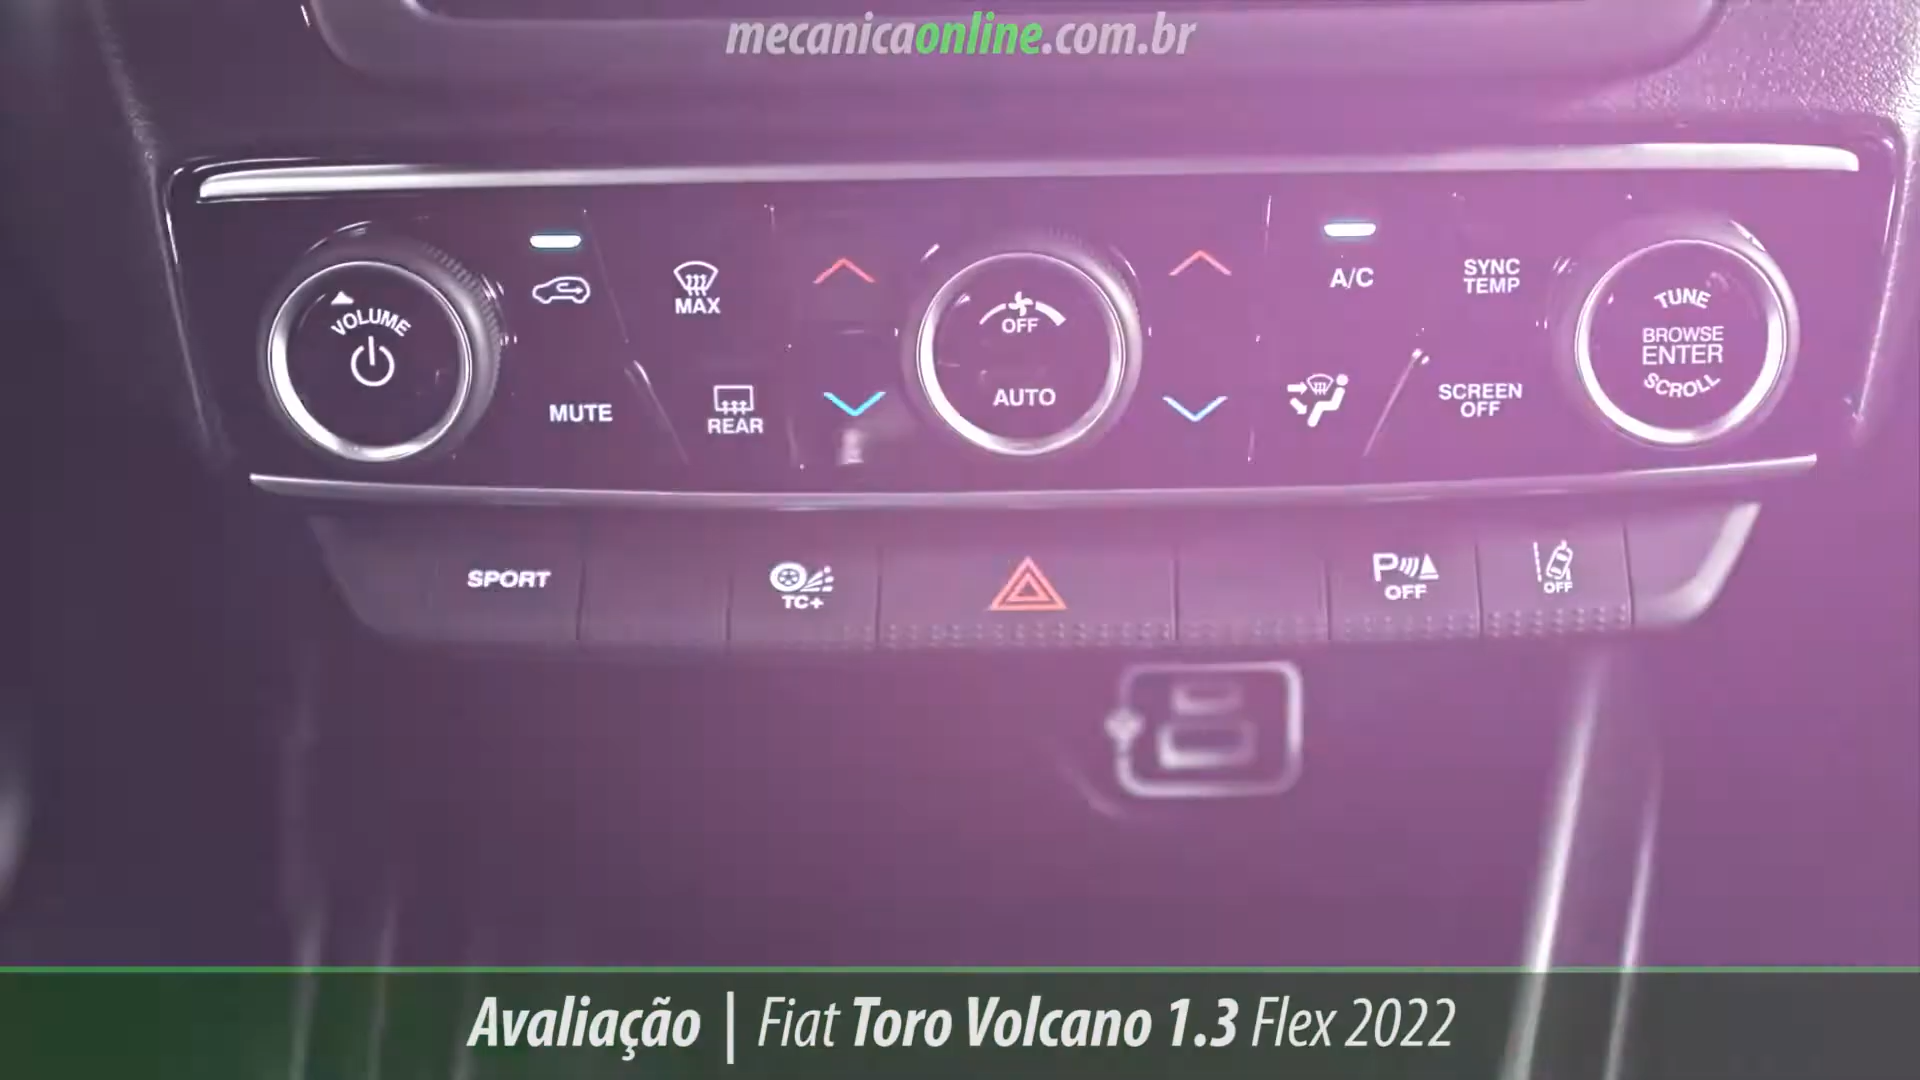 mecanicaonline.com.br
VOLUME
MAX
MUTE
REAR
OFF
AUTO
A/C
SYNC
TEMP
SCREEN
OFF
TUNE
BROWSE
ENTER
SCROLL
SPORT
TC+
P
OFF
OFF
Avaliação | Fiat Toro Volcano 1.3 Flex 2022